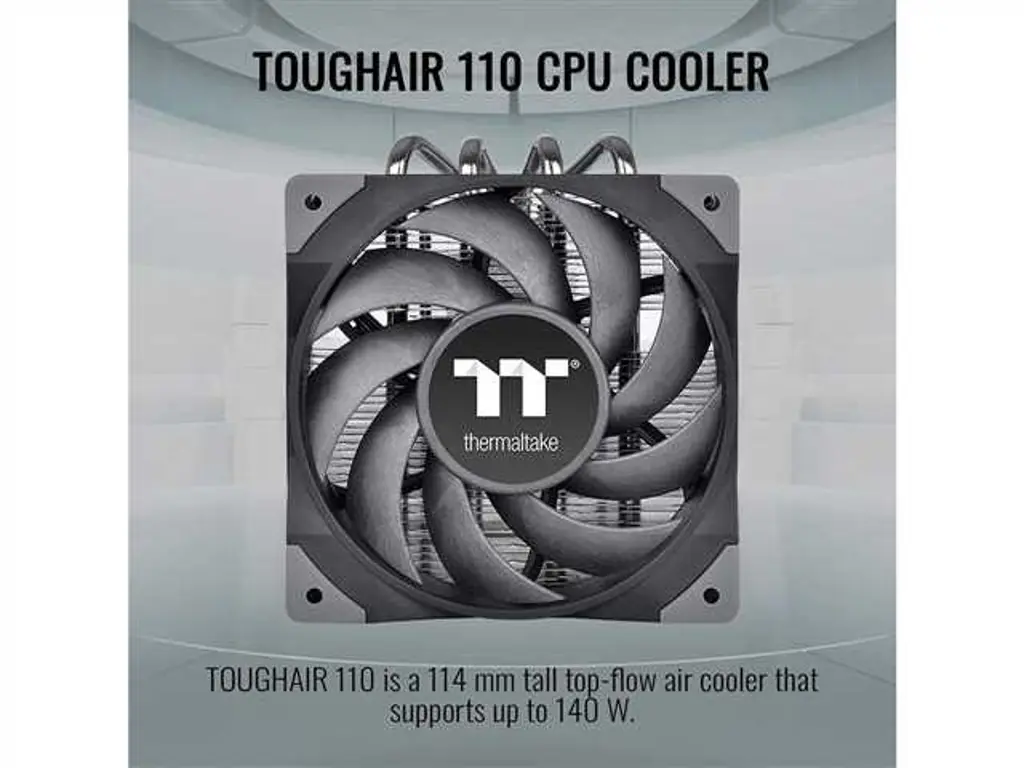 TOUGHAIR 110 CPU COOLER
®
thermaltake
TOUGHAIR 110 is a 114 mm tall top-flow air cooler that
supports up to 140 W.